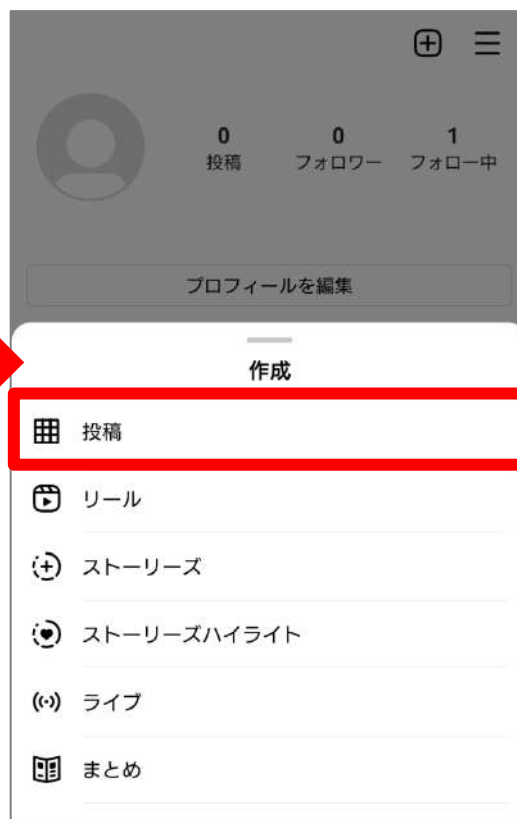 0 0 1
投稿 フォロワー フォロー中
プロフィールを編集
作成
投稿
リール
ストーリーズ
ストーリーズハイライト
ライブ
まとめ